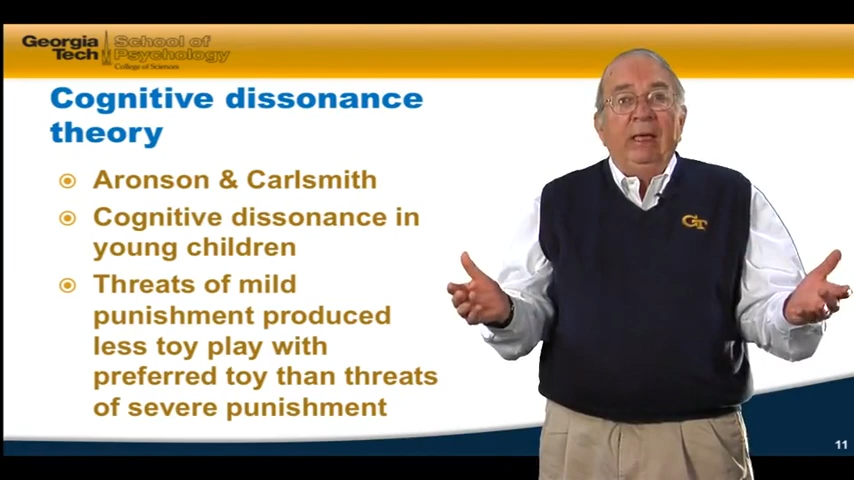 Georgia Tech
School of Psychology
College of Sciences
Cognitive dissonance
theory
Aronson & Carlsmith
Cognitive dissonance in
young children
Threats of mild
punishment produced
less toy play with
preferred toy than threats
of severe punishment
GT
11